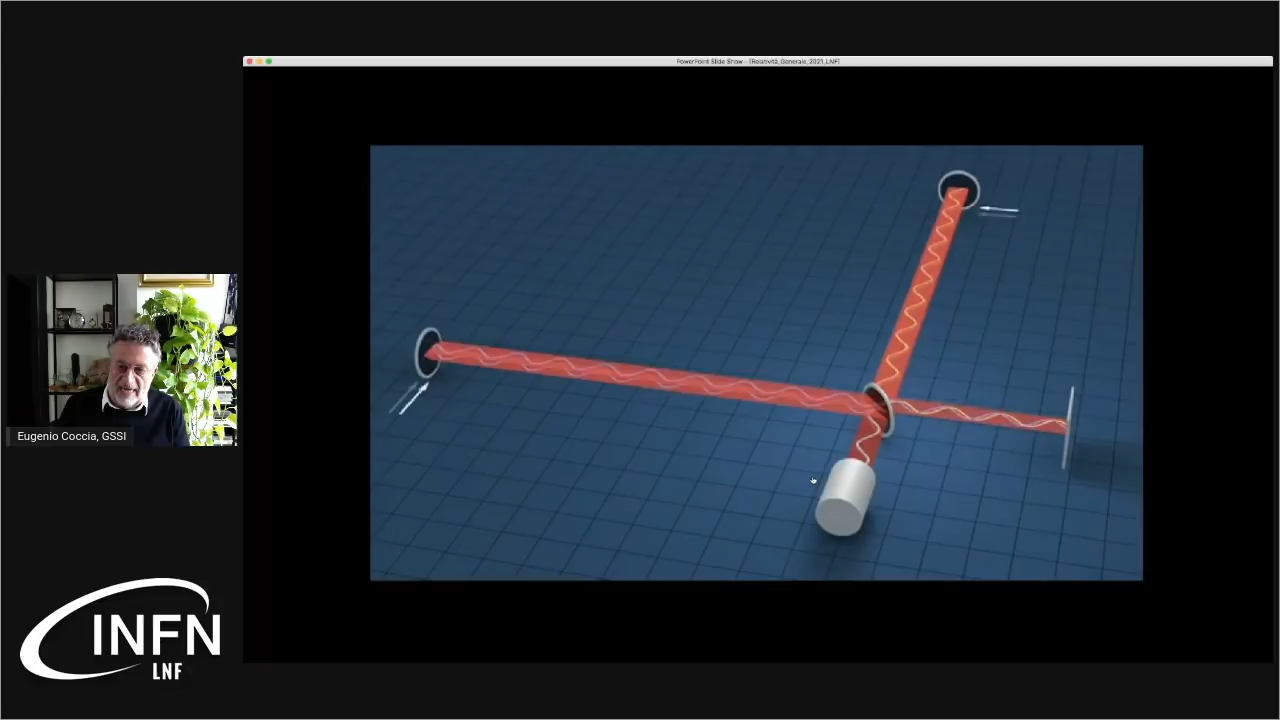 PowerPoint Slide Show - [Relatività_Generale_2021_LNF]
Eugenio Coccia, GSSI
INFN
LNF